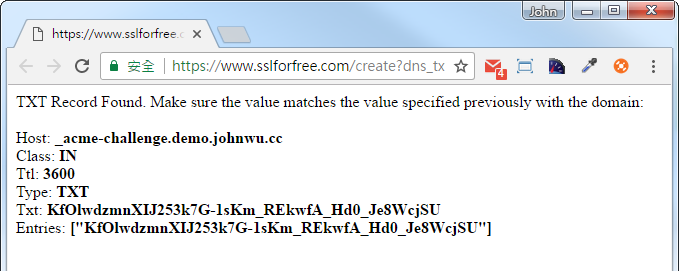 John
https://www.sslforfree.c
安全 https://www.sslforfree.com/create?dns_tx
4
TXT Record Found. Make sure the value matches the value specified previously with the domain:
Host: _acme-challenge.demo.johnwu.cc
Class: IN
Ttl: 3600
Type: TXT
Txt: KfOlwdzmnXIJ253k7G-1sKm_REkwfA_Hd0_Je8WcjSU
Entries: ["KfOlwdzmnXIJ253k7G-1sKm_REkwfA_Hd0_Je8WcjSU"]